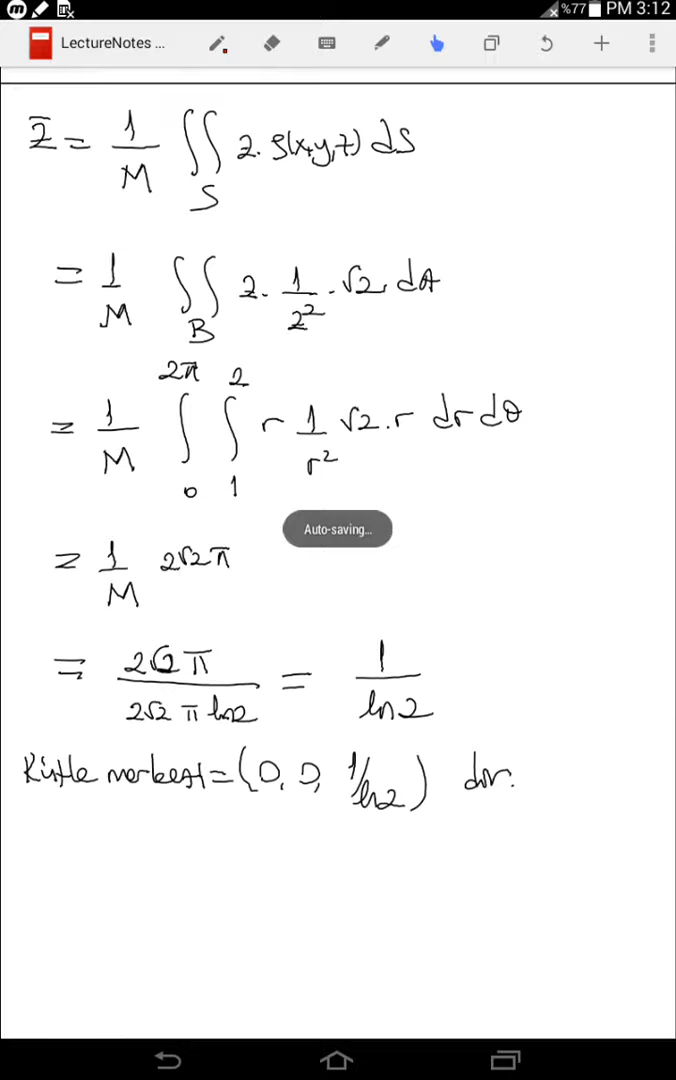 %77 PM 3:12
LectureNotes ...
z̄ = 1/M ∬_S z. ρ(x,y,z) dS
= 1/M ∬_B z. 1/z² . √2. dA
= 1/M ∫_0^{2π} ∫_1^2 r 1/r² √2. r dr dθ
= 1/M 2√2 π
Auto-saving...
= 2√2 π / 2√2 π ln2 = 1/ln2
Kütle merkezi = (0, 0, 1/ln2) dır.